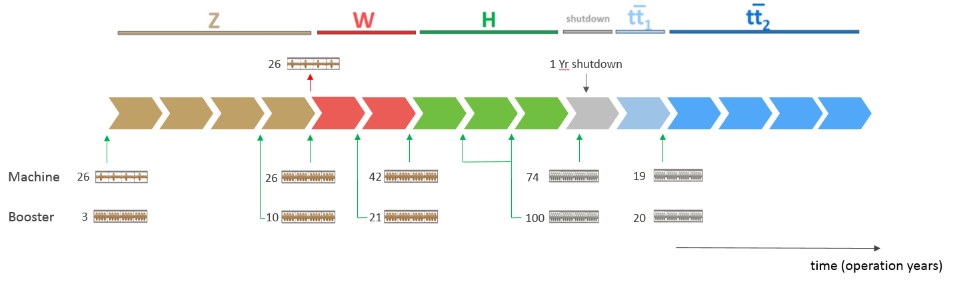 Z W H shutdown tt̅₁ tt̅₂
26 1 Yr shutdown
Machine 26 26 42 74 19
Booster 3 10 21 100 20
time (operation years)